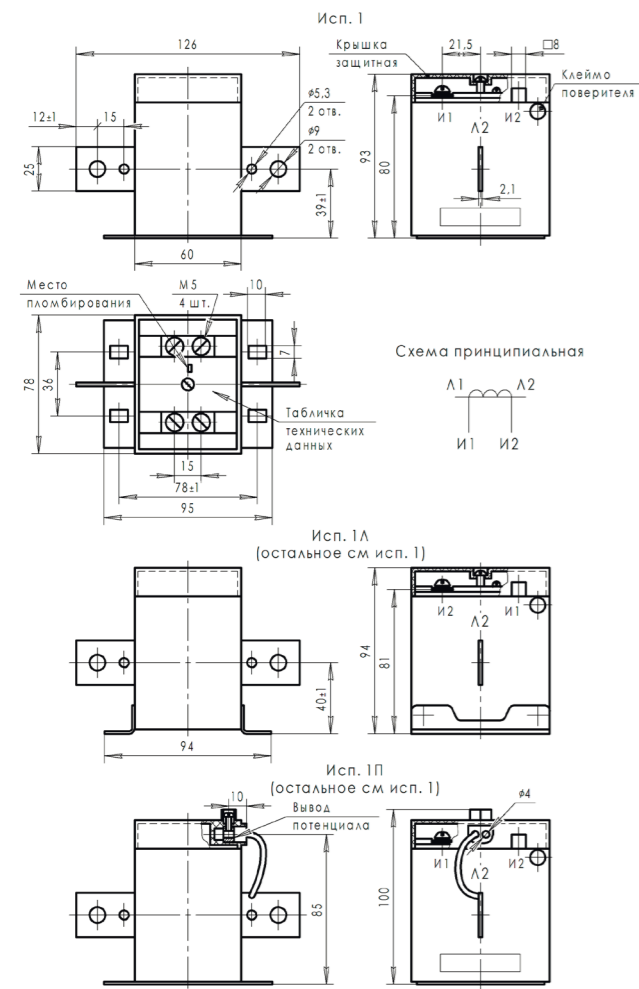 Исп. 1
126
Крышка
защитная
21,5
□8
Клеймо
поверителя
12±1
15
ø5,3
2 отв.
ø9
2 отв.
И1
И2
Л2
25
39±1
93
80
2,1
60
Место
пломбирования
М5
4 шт.
10
7
78
36
Табличка
технических
данных
15
78±1
95
Схема принципиальная
Л1
Л2
И1
И2
Исп. 1Л
(остальное см исп. 1)
И2
И1
Л2
94
81
40±1
94
Исп. 1П
(остальное см исп. 1)
10
Вывод
потенциала
ø4
И1
И2
Л2
85
100